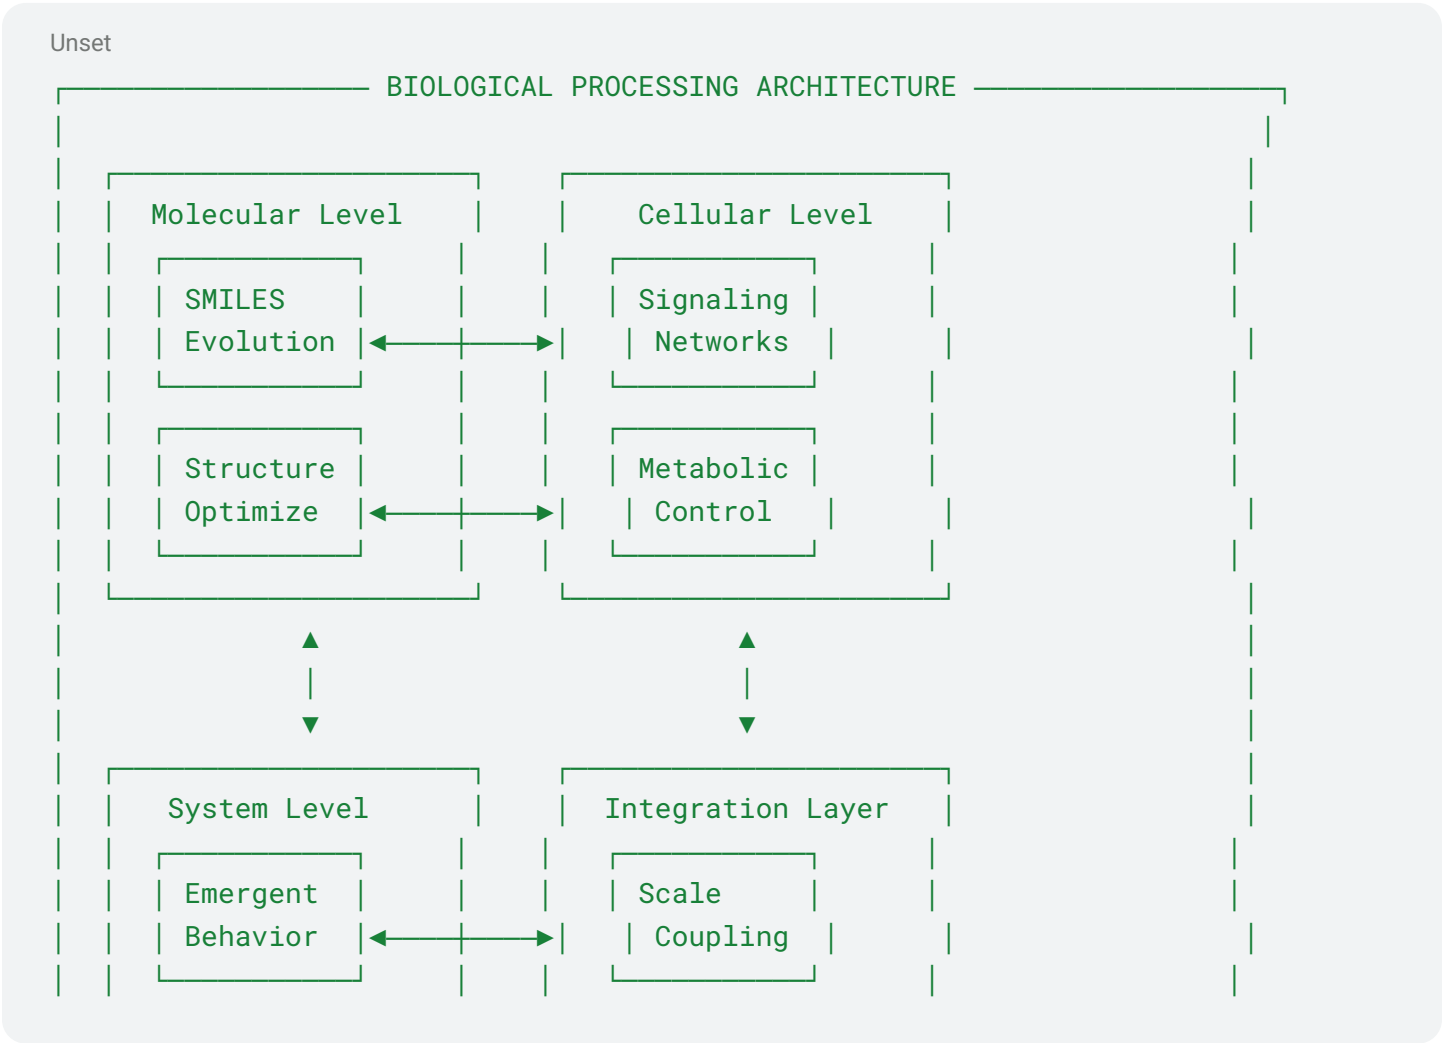 Unset
BIOLOGICAL PROCESSING ARCHITECTURE
Molecular Level Cellular Level
SMILES Signaling
Evolution Networks
Structure Metabolic
Optimize Control
System Level Integration Layer
Emergent Scale
Behavior Coupling